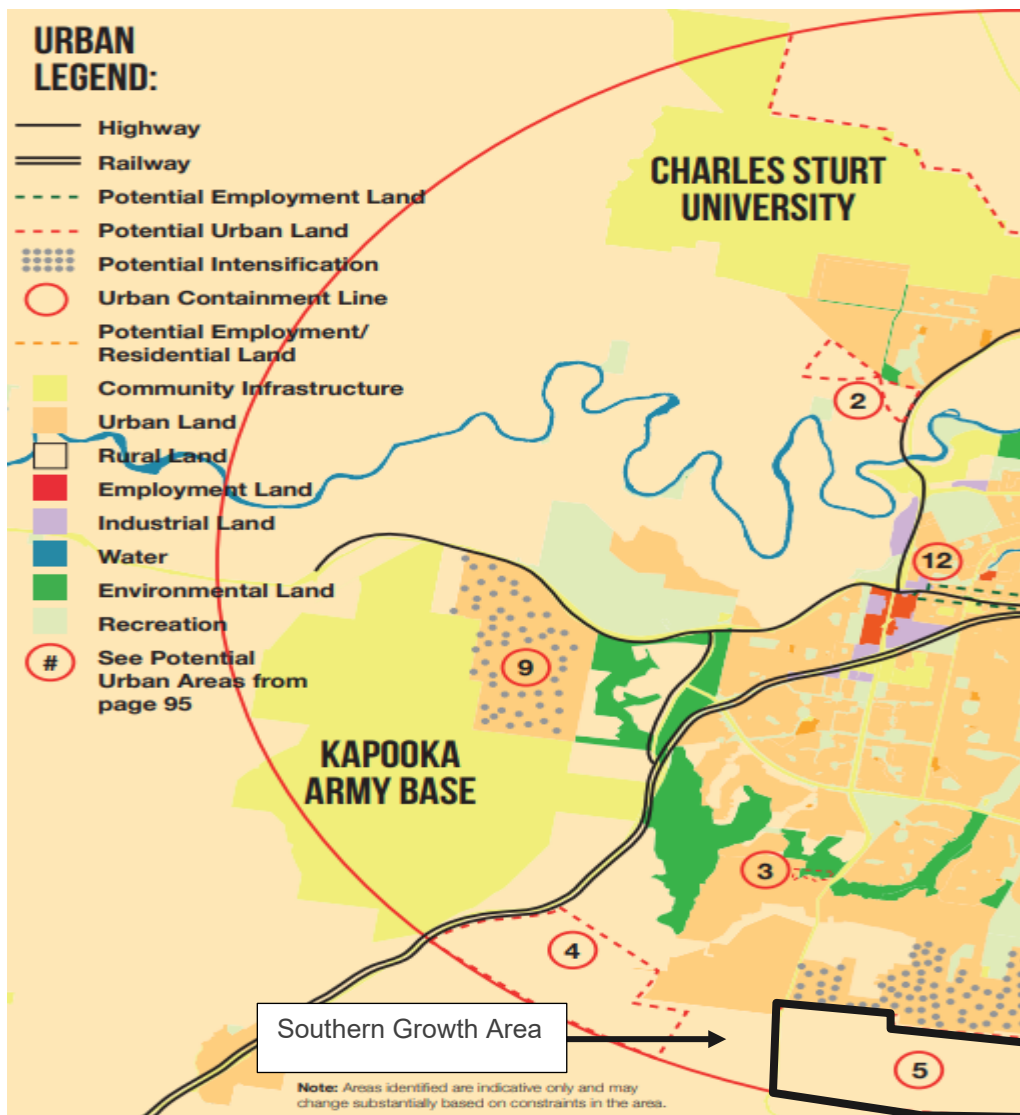 URBAN
LEGEND:
Highway
Railway
Potential Employment Land
Potential Urban Land
Potential Intensification
Urban Containment Line
Potential Employment/
Residential Land
Community Infrastructure
Urban Land
Rural Land
Employment Land
Industrial Land
Water
Environmental Land
Recreation
# See Potential
Urban Areas from
page 95
CHARLES STURT
UNIVERSITY
2
12
9
KAPOOKA
ARMY BASE
3
4
Southern Growth Area
5
Note: Areas identified are indicative only and may
change substantially based on constraints in the area.